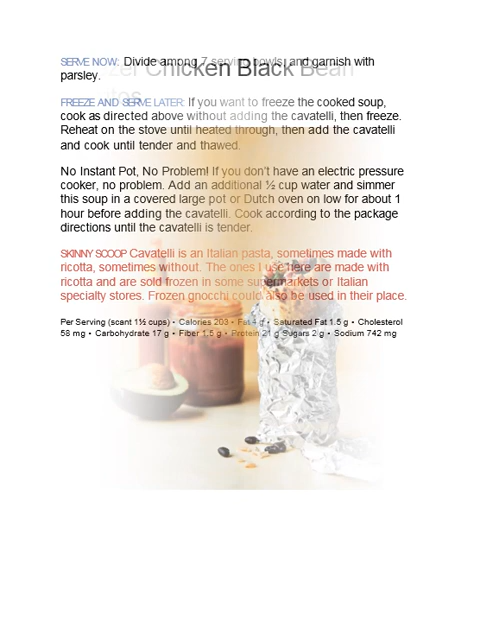 SERVE NOW: Divide among 7 serving bowls and garnish with
parsley.
zer Chicken Black Bean
FREEZE AND SERVE LATER: If you want to freeze the cooked soup,
cook as directed above without adding the cavatelli, then freeze.
Reheat on the stove until heated through, then add the cavatelli
and cook until tender and thawed.
No Instant Pot, No Problem! If you don’t have an electric pressure
cooker, no problem. Add an additional ½ cup water and simmer
this soup in a covered large pot or Dutch oven on low for about 1
hour before adding the cavatelli. Cook according to the package
directions until the cavatelli is tender.
SKINNY SCOOP Cavatelli is an Italian pasta, sometimes made with
ricotta, sometimes without. The ones I use here are made with
ricotta and are sold frozen in some supermarkets or Italian
specialty stores. Frozen gnocchi could also be used in their place.
Per Serving (scant 1½ cups) • Calories 203 • Fat 4 g • Saturated Fat 1.5 g • Cholesterol
58 mg • Carbohydrate 17 g • Fiber 1.5 g • Protein 21 g Sugars 2 g • Sodium 742 mg